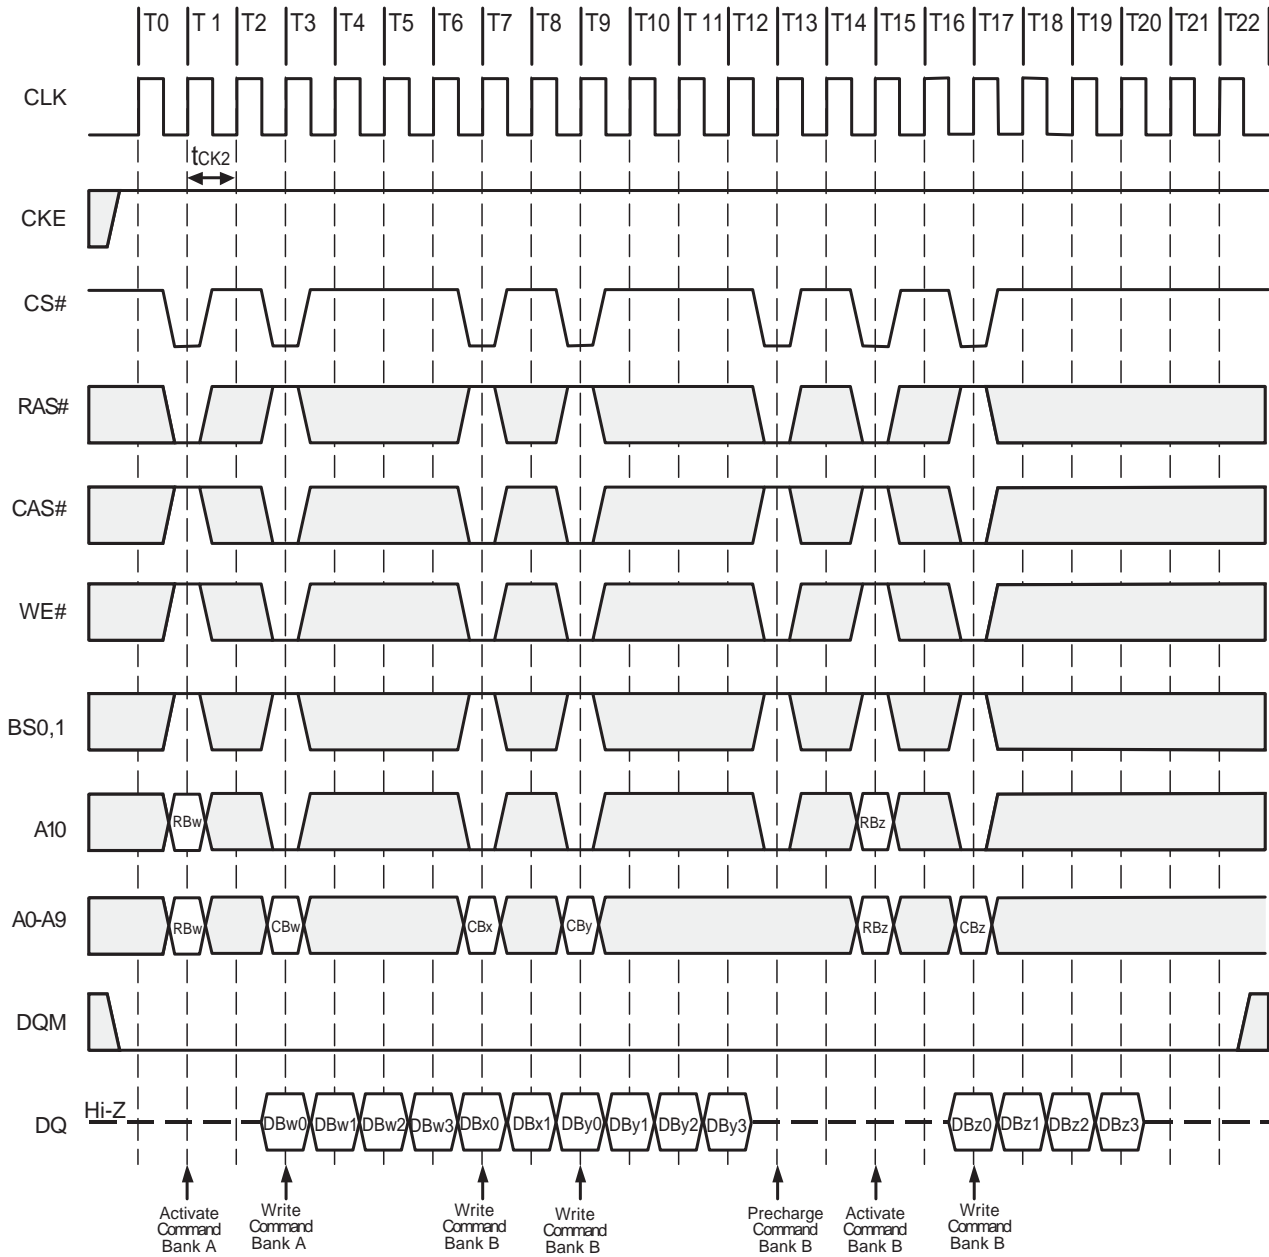 T0 T 1 T2 T3 T4 T5 T6 T7 T8 T9 T10 T 11 T12 T13 T14 T15 T16 T17 T18 T19 T20 T21 T22
CLK
tCK2
CKE
CS#
RAS#
CAS#
WE#
BS0,1
A10 RBw RBz
A0-A9 RBw CBw CBx CBy RBz CBz
DQM
Hi-Z
DQ DBw0 DBw1 DBw2 DBw3 DBx0 DBx1 DBy0 DBy1 DBy2 DBy3 DBz0 DBz1 DBz2 DBz3
Activate
Command
Bank A
Write
Command
Bank A
Write
Command
Bank B
Write
Command
Bank B
Precharge
Command
Bank B
Activate
Command
Bank B
Write
Command
Bank B